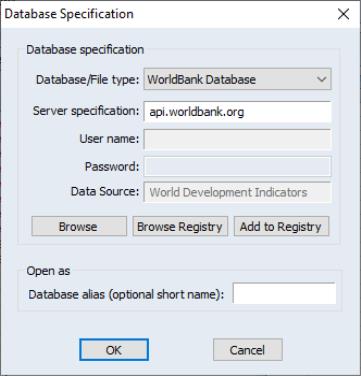 Database Specification
Database specification
Database/File type: WorldBank Database
Server specification: api.worldbank.org
User name:
Password:
Data Source: World Development Indicators
Browse Browse Registry Add to Registry
Open as
Database alias (optional short name):
OK Cancel